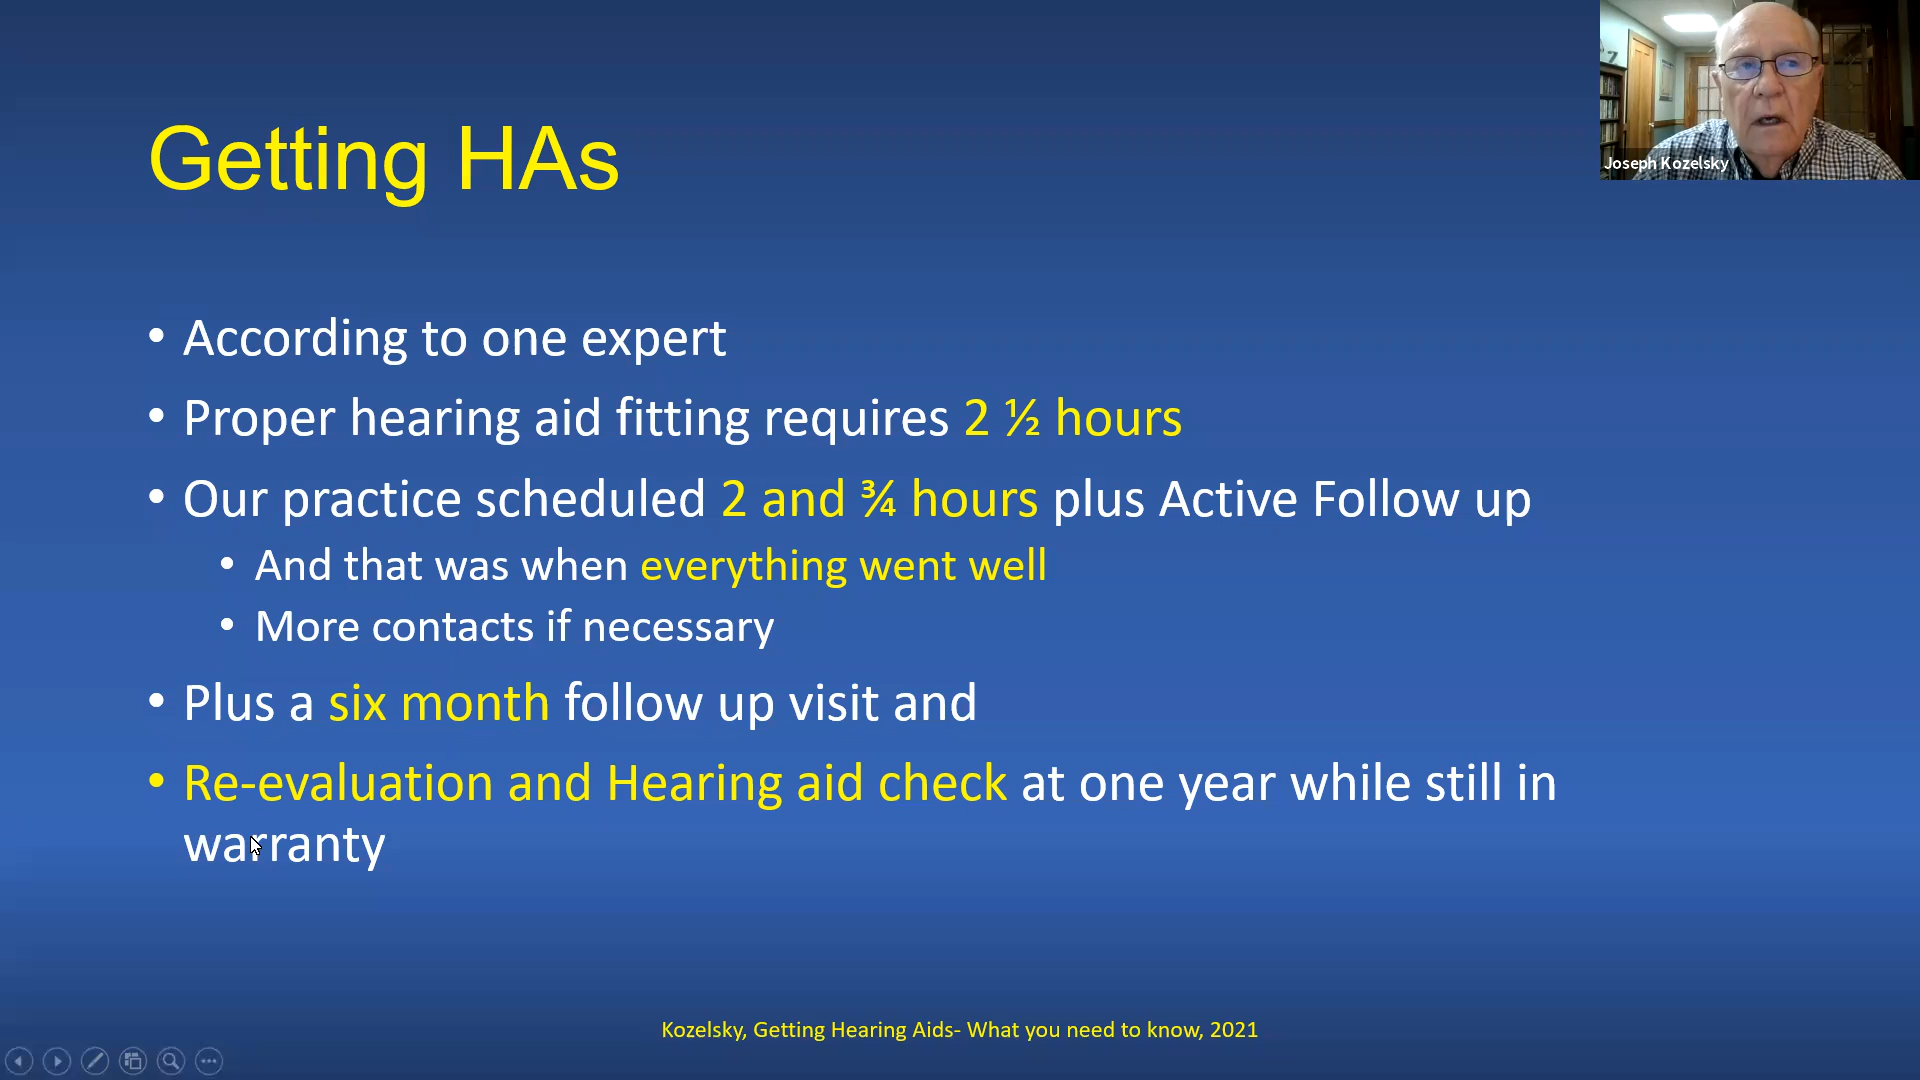 Joseph Kozelsky
Getting HAs
• According to one expert
• Proper hearing aid fitting requires 2 ½ hours
• Our practice scheduled 2 and ¾ hours plus Active Follow up
• And that was when everything went well
• More contacts if necessary
• Plus a six month follow up visit and
• Re-evaluation and Hearing aid check at one year while still in
warranty
Kozelsky, Getting Hearing Aids- What you need to know, 2021